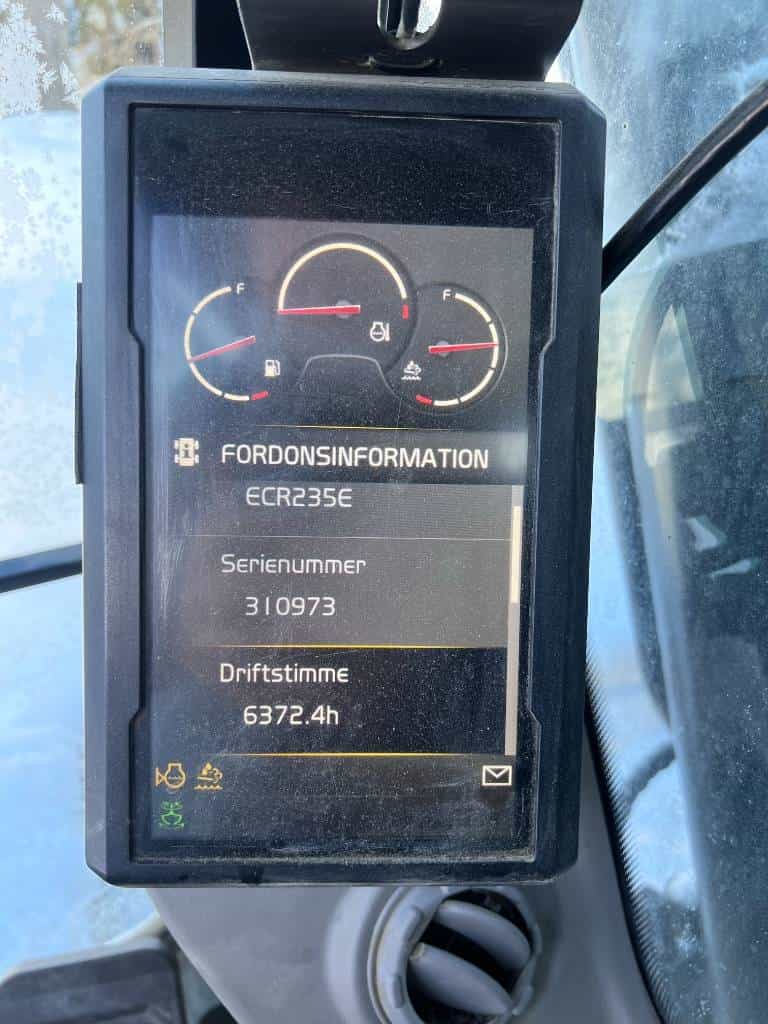 F
F
FORDONSINFORMATION
ECR235E
Serienummer
310973
Driftstimme
6372.4h